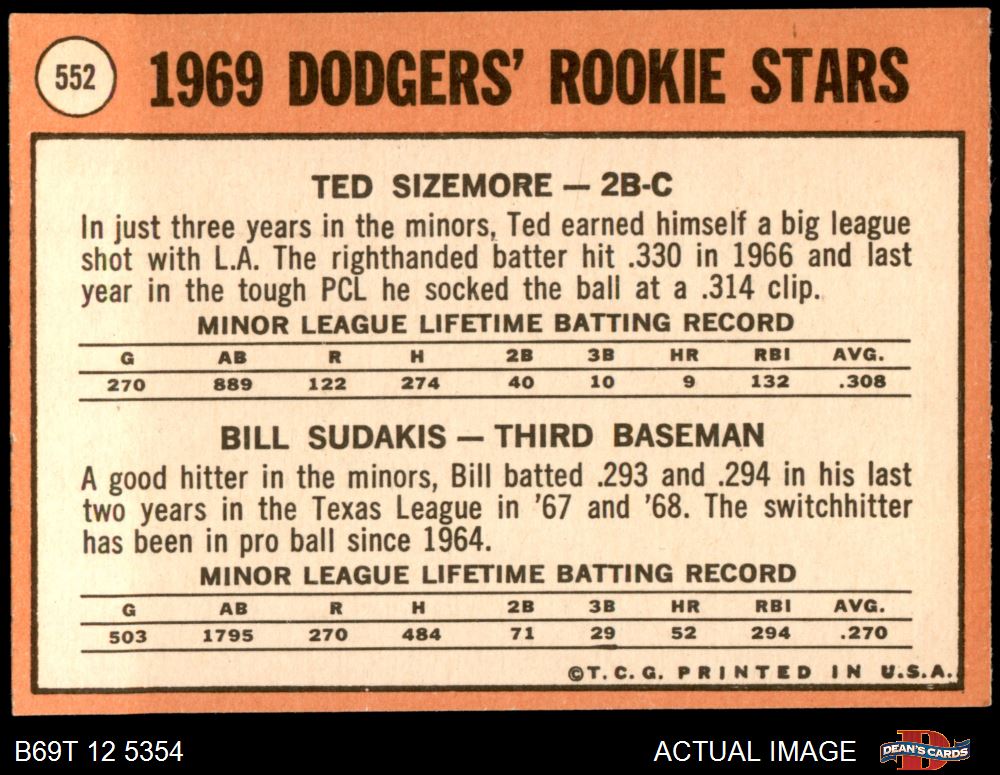 552
1969 DODGERS' ROOKIE STARS
TED SIZEMORE — 2B-C
In just three years in the minors, Ted earned himself a big league
shot with L.A. The righthanded batter hit .330 in 1966 and last
year in the tough PCL he socked the ball at a .314 clip.
MINOR LEAGUE LIFETIME BATTING RECORD
G AB R H 2B 3B HR RBI AVG.
270 889 122 274 40 10 9 132 .308
BILL SUDAKIS — THIRD BASEMAN
A good hitter in the minors, Bill batted .293 and .294 in his last
two years in the Texas League in '67 and '68. The switchhitter
has been in pro ball since 1964.
MINOR LEAGUE LIFETIME BATTING RECORD
G AB R H 2B 3B HR RBI AVG.
503 1795 270 484 71 29 52 294 .270
©T.C.G. PRINTED IN U.S.A.
B69T 12 5354
ACTUAL IMAGE
D
DEAN'S CARDS